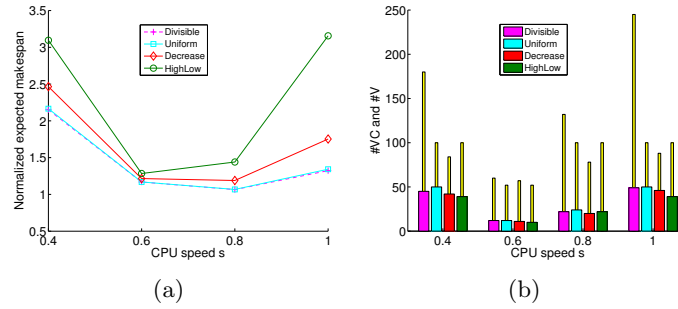 3.5
3
2.5
2
1.5
1
0.5
Normalized expected makespan
Divisible
Uniform
Decrease
HighLow
0.4
0.6
0.8
1
CPU speed s
(a)
250
200
150
100
50
0
#VC and #V
Divisible
Uniform
Decrease
HighLow
0.4
0.6
0.8
1
CPU speed s
(b)